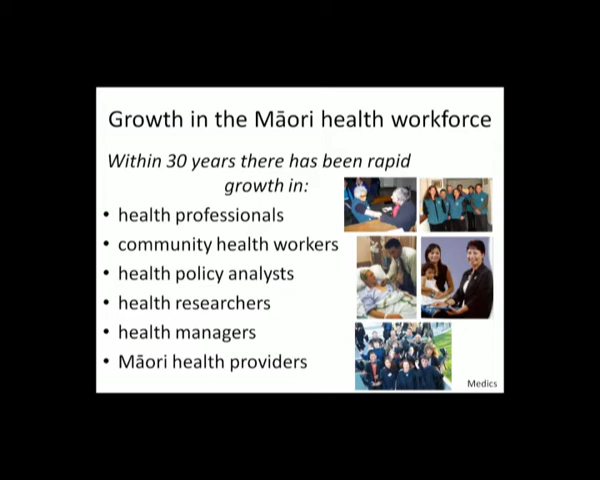 Growth in the Māori health workforce
Within 30 years there has been rapid
growth in:
• health professionals
• community health workers
• health policy analysts
• health researchers
• health managers
• Māori health providers
Medics